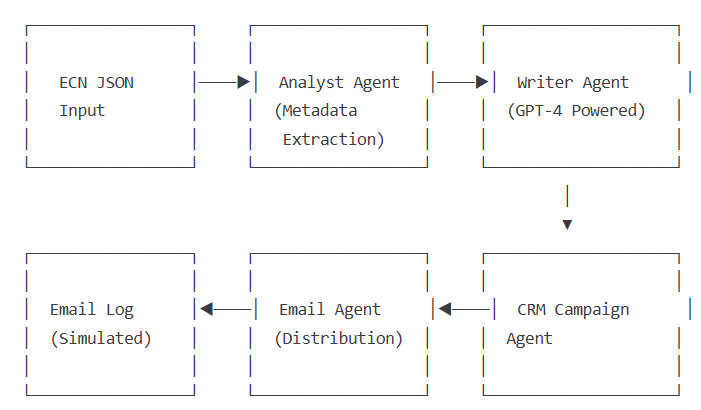 ECN JSON
Input
Analyst Agent
(Metadata
Extraction)
Writer Agent
(GPT-4 Powered)
Email Log
(Simulated)
Email Agent
(Distribution)
CRM Campaign
Agent